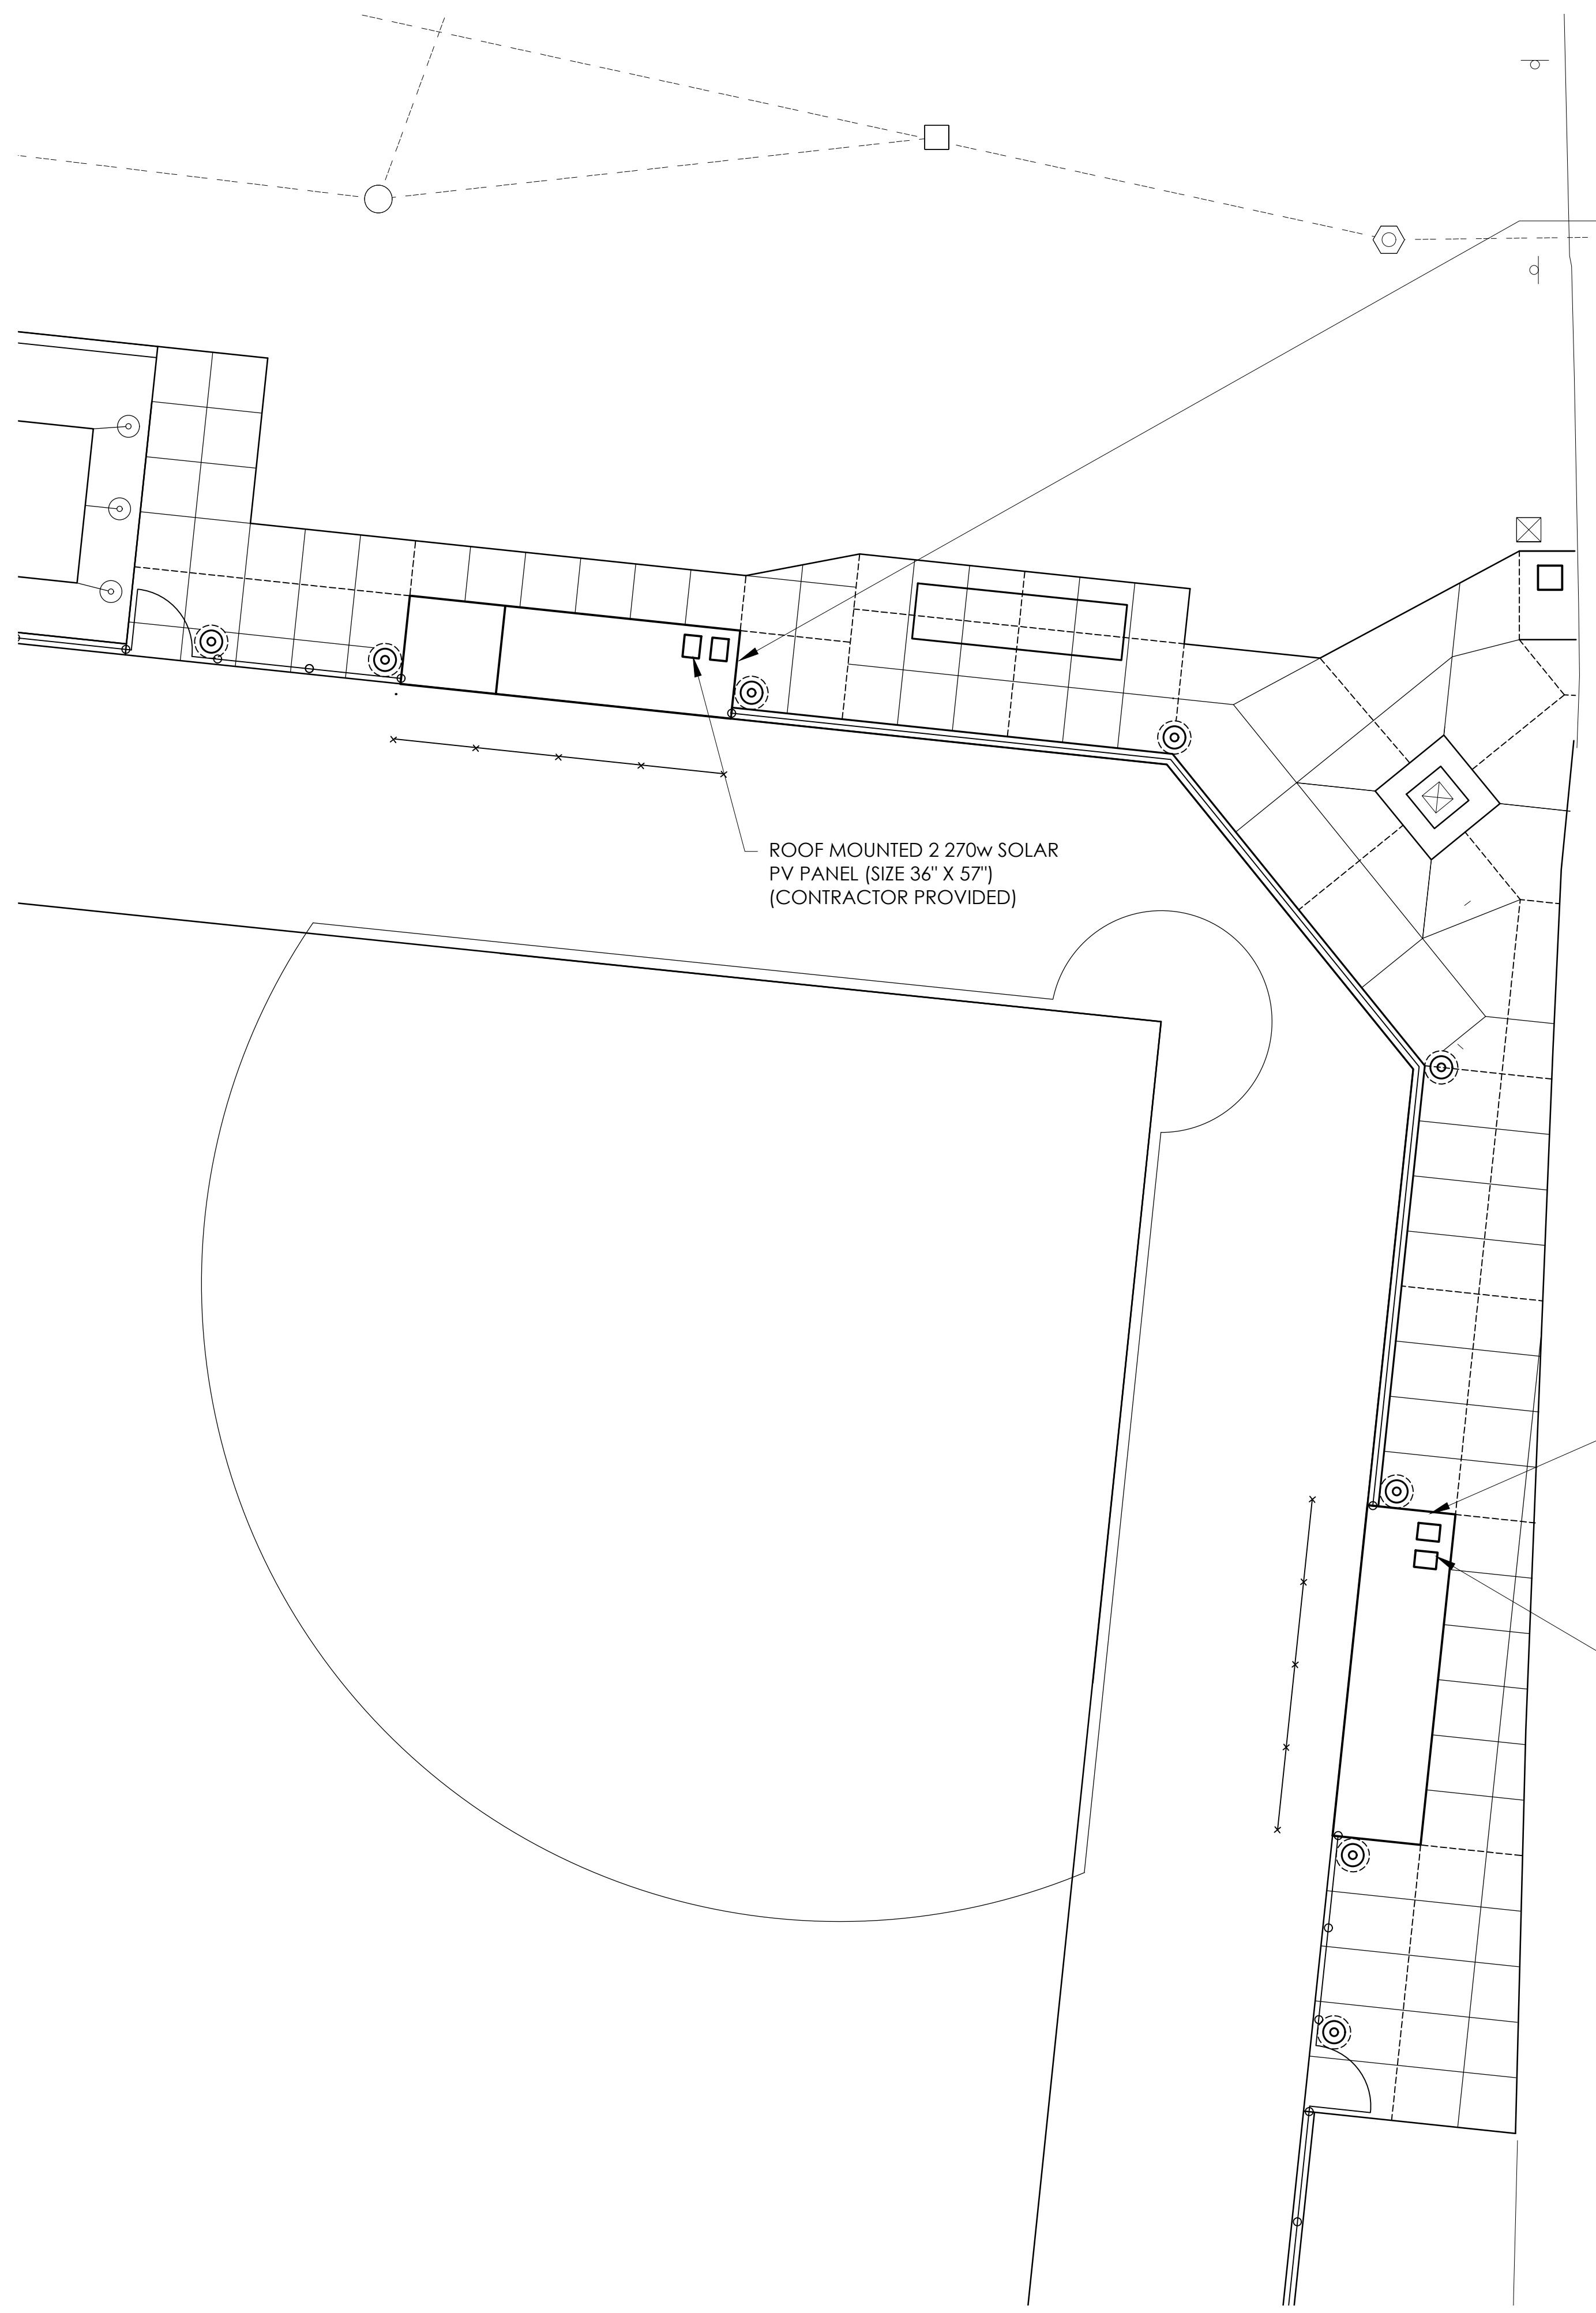 ROOF MOUNTED 2 270w SOLAR
PV PANEL (SIZE 36" X 57")
(CONTRACTOR PROVIDED)